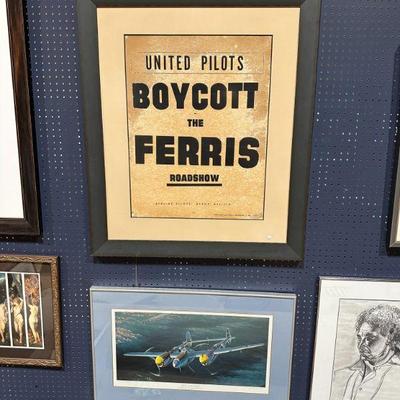 UNITED PILOTS
BOYCOTT
THE
FERRIS
ROADSHOW